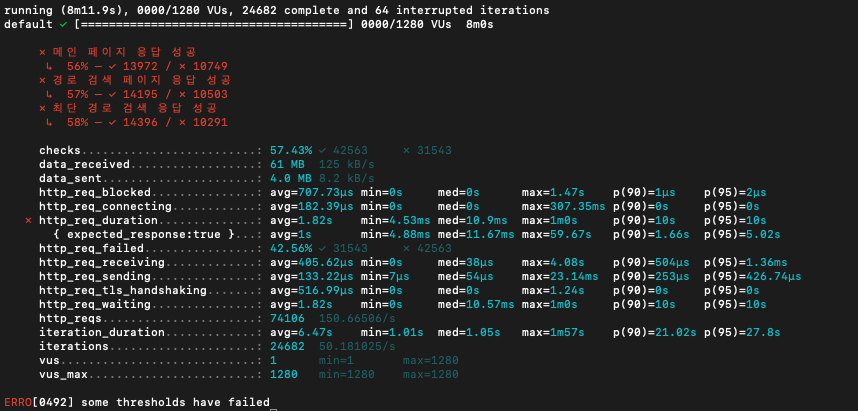 running (8m11.9s), 0000/1280 VUs, 24682 complete and 64 interrupted iterations
default ✓ [======================================] 0000/1280 VUs  8m0s
✗ 메인 페이지 응답 성공
↳  56% — ✓ 13972 / ✗ 10749
✗ 경로 검색 페이지 응답 성공
↳  57% — ✓ 14195 / ✗ 10503
✗ 최단 경로 검색 응답 성공
↳  58% — ✓ 14396 / ✗ 10291
checks.........................: 57.43% ✓ 42563     ✗ 31543
data_received..................: 61 MB  125 kB/s
data_sent......................: 4.0 MB 8.2 kB/s
http_req_blocked...............: avg=707.73µs min=0s     med=0s      max=1.47s    p(90)=1µs    p(95)=2µs
http_req_connecting............: avg=182.39µs min=0s     med=0s      max=307.35ms p(90)=0s     p(95)=0s
✗ http_req_duration..............: avg=1.82s    min=4.53ms med=10.9ms  max=1m0s     p(90)=10s    p(95)=10s
{ expected_response:true }...: avg=1s       min=4.88ms med=11.67ms max=59.67s   p(90)=1.66s  p(95)=5.02s
http_req_failed................: 42.56% ✓ 31543     ✗ 42563
http_req_receiving.............: avg=405.62µs min=0s     med=38µs    max=4.08s    p(90)=504µs  p(95)=1.36ms
http_req_sending...............: avg=133.22µs min=7µs    med=54µs    max=23.14ms  p(90)=253µs  p(95)=426.74µs
http_req_tls_handshaking.......: avg=516.99µs min=0s     med=0s      max=1.24s    p(90)=0s     p(95)=0s
http_req_waiting...............: avg=1.82s    min=0s     med=10.57ms max=1m0s     p(90)=10s    p(95)=10s
http_reqs......................: 74106  150.66506/s
iteration_duration.............: avg=6.47s    min=1.01s  med=1.05s   max=1m57s    p(90)=21.02s p(95)=27.8s
iterations.....................: 24682  50.181025/s
vus............................: 1      min=1       max=1280
vus_max........................: 1280   min=1280    max=1280
ERRO[0492] some thresholds have failed